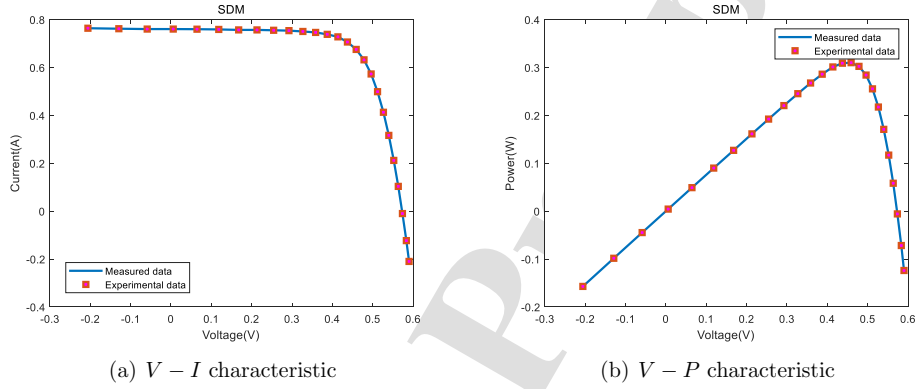 SDM
0.8
0.6
0.4
0.2
0
-0.2
-0.4
Current(A)
Measured data
Experimental data
-0.3 -0.2 -0.1 0 0.1 0.2 0.3 0.4 0.5 0.6
Voltage(V)
(a) V − I characteristic
SDM
0.4
0.3
0.2
0.1
0
-0.1
-0.2
Power(W)
Measured data
Experimental data
-0.3 -0.2 -0.1 0 0.1 0.2 0.3 0.4 0.5 0.6
Voltage(V)
(b) V − P characteristic